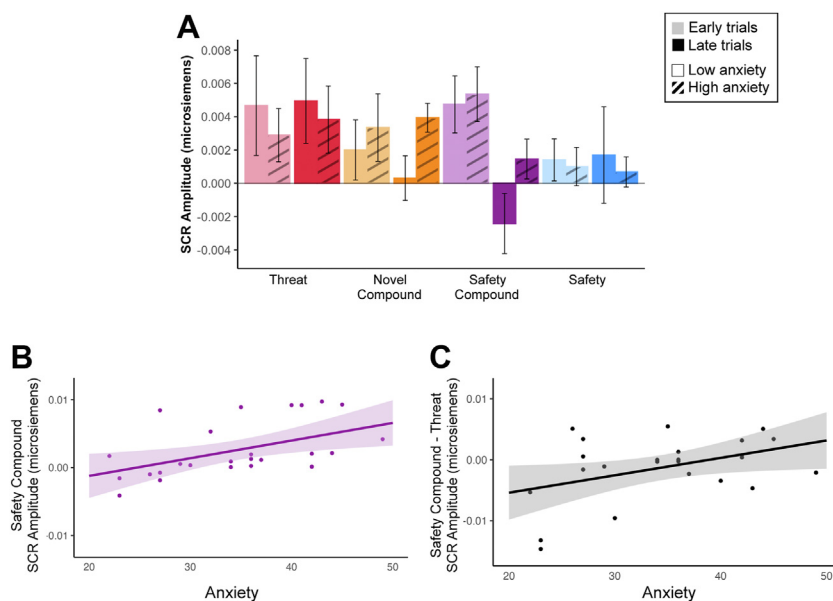 A
SCR Amplitude (microsiemens)
0.008
0.006
0.004
0.002
0.000
-0.002
-0.004
Threat
Novel
Compound
Safety
Compound
Safety
Early trials
Late trials
Low anxiety
High anxiety
B
Safety Compound
SCR Amplitude (microsiemens)
0.01
0.00
-0.01
20
30
40
50
Anxiety
C
Safety Compound - Threat
SCR Amplitude (microsiemens)
0.01
0.00
-0.01
20
30
40
50
Anxiety